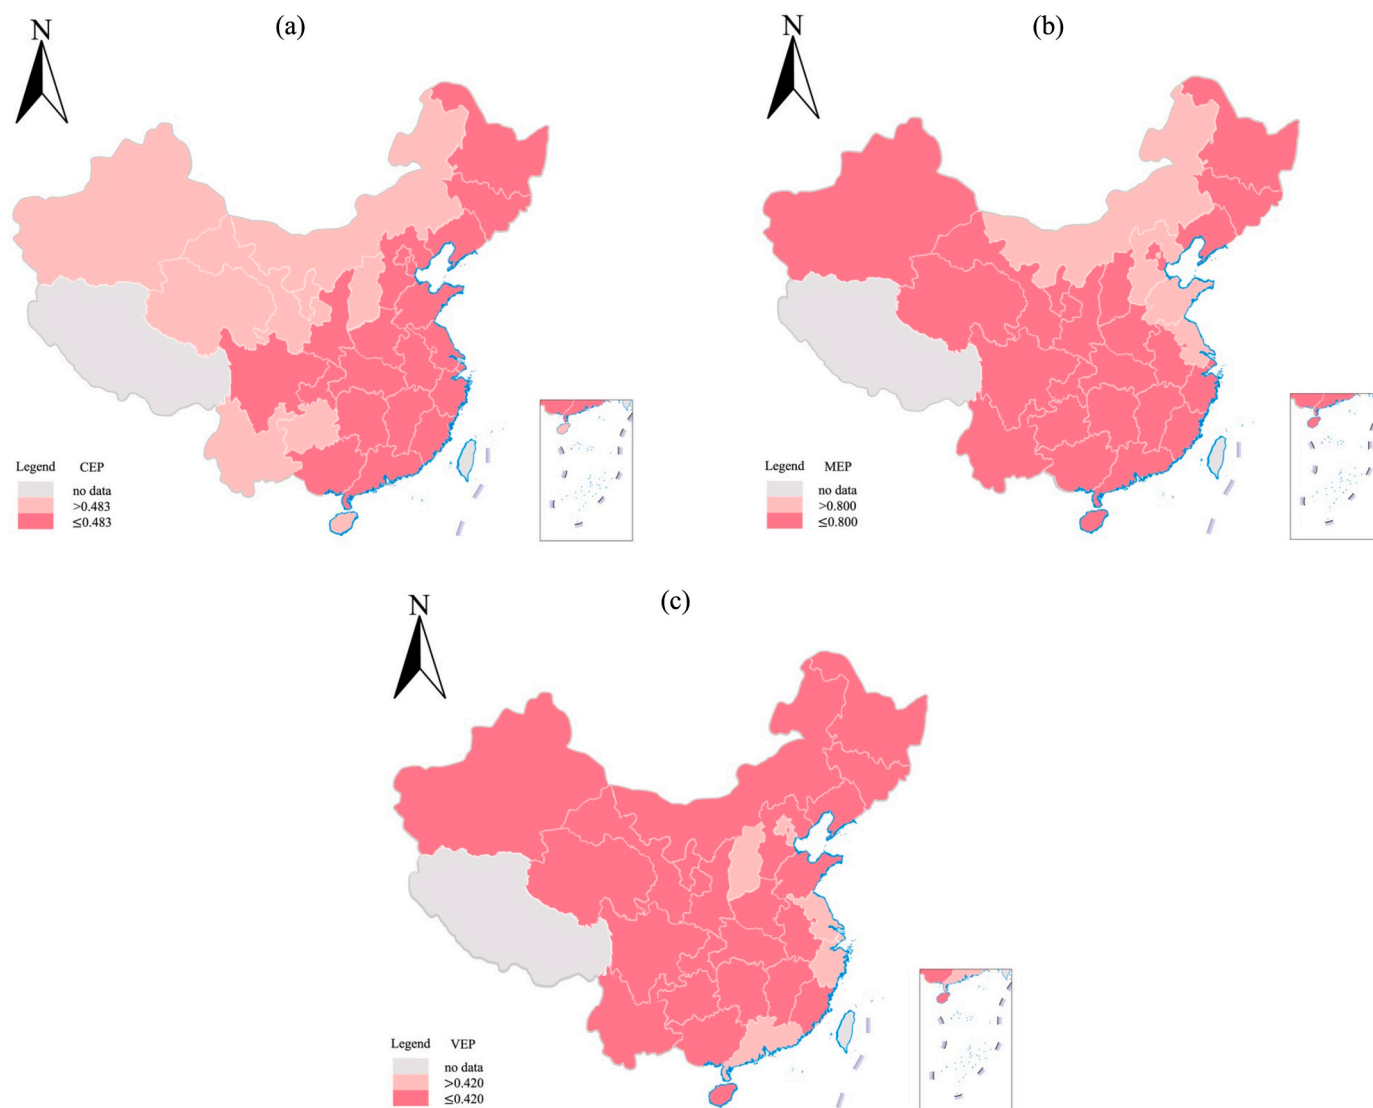 (a)
N
Legend CEP
no data
>0.483
≤0.483
(b)
N
Legend MEP
no data
>0.800
≤0.800
(c)
N
Legend VEP
no data
>0.420
≤0.420